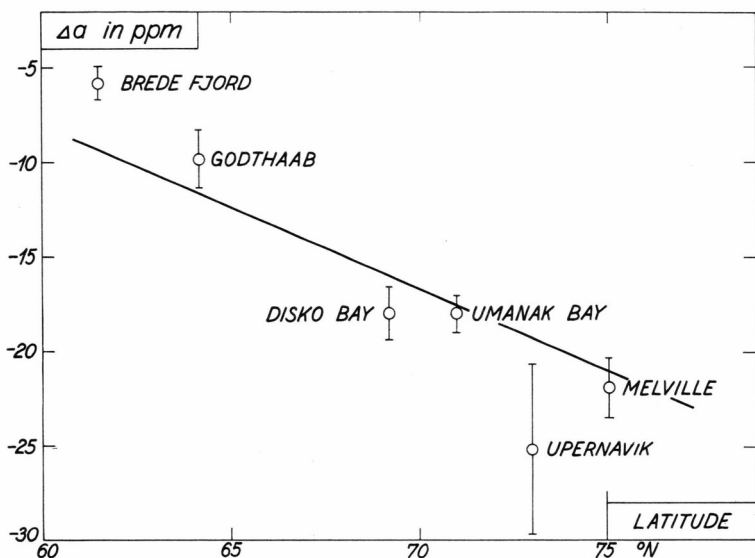 Δa in ppm
-5
BREDE FJORD
-10
GODTHAAB
-15
DISKO BAY
UMANAK BAY
-20
MELVILLE
-25
UPERNAVIK
LATITUDE
-30
60
65
70
75
°N